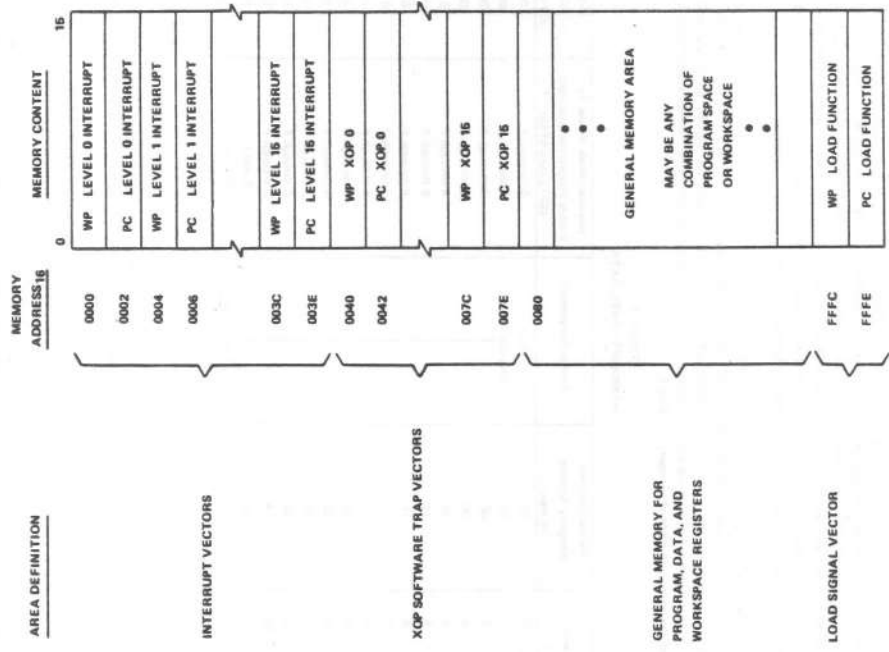 AREA DEFINITION
MEMORY
ADDRESS16
MEMORY CONTENT
0 15
INTERRUPT VECTORS
0000 WP LEVEL 0 INTERRUPT
0002 PC LEVEL 0 INTERRUPT
0004 WP LEVEL 1 INTERRUPT
0006 PC LEVEL 1 INTERRUPT
003C WP LEVEL 15 INTERRUPT
003E PC LEVEL 15 INTERRUPT
XOP SOFTWARE TRAP VECTORS
0040 WP XOP 0
0042 PC XOP 0
007C WP XOP 15
007E PC XOP 15
GENERAL MEMORY FOR
PROGRAM, DATA, AND
WORKSPACE REGISTERS
0080
GENERAL MEMORY AREA
MAY BE ANY
COMBINATION OF
PROGRAM SPACE
OR WORKSPACE
LOAD SIGNAL VECTOR
FFFC WP LOAD FUNCTION
FFFE PC LOAD FUNCTION